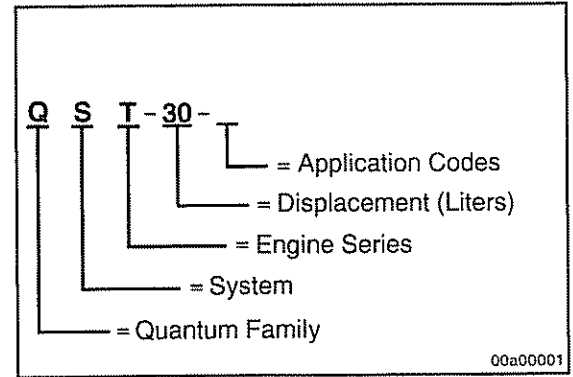 Q S T - 30 - _
= Application Codes
= Displacement (Liters)
= Engine Series
= System
= Quantum Family
00a00001